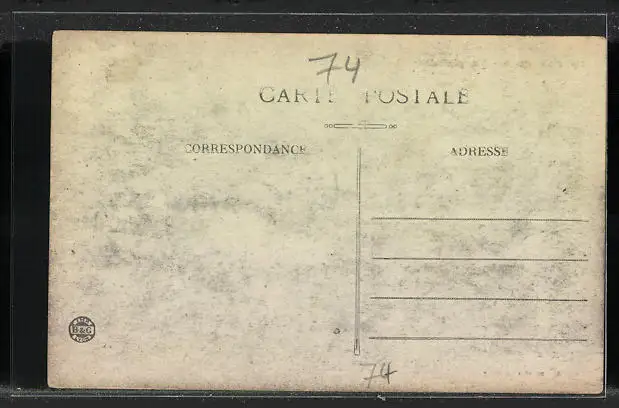 74
CARTE POSTALE
CORRESPONDANCE
ADRESSE
B & G
74